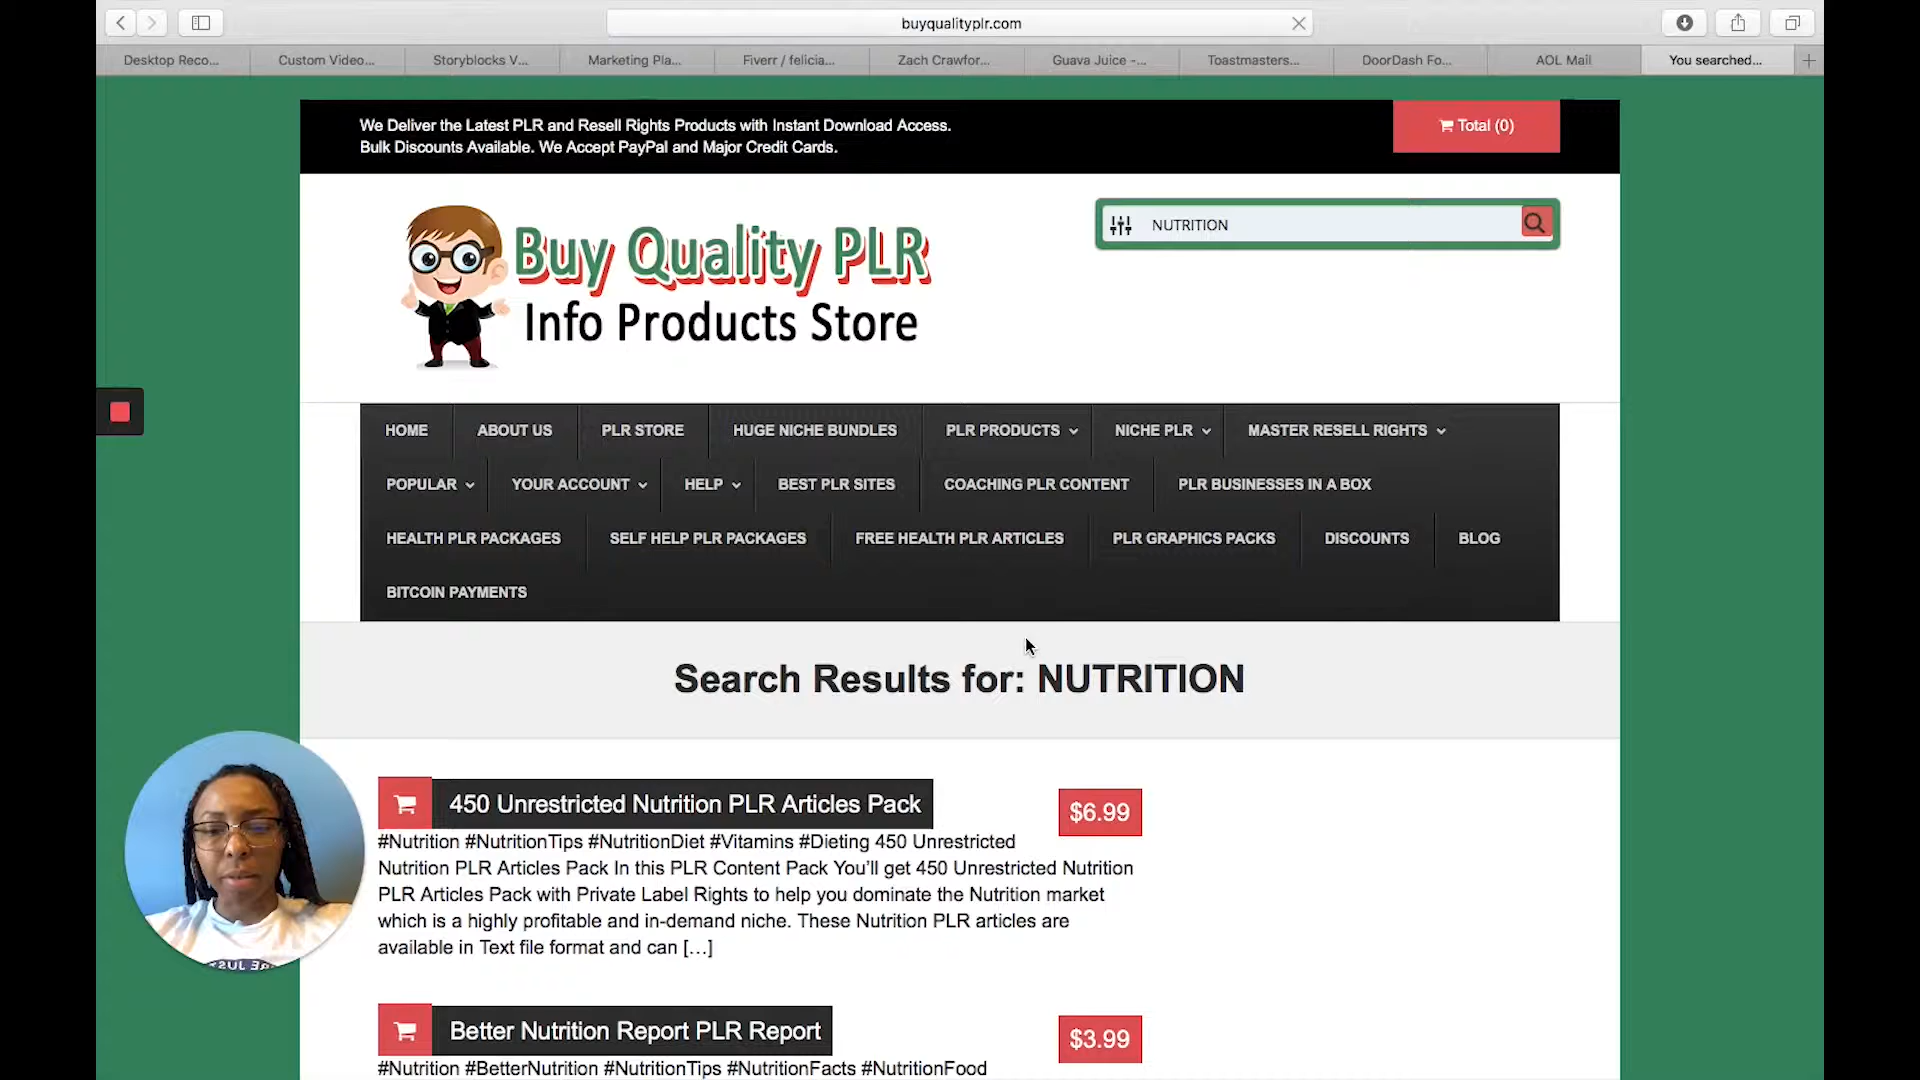 buyqualityplr.com
Desktop Reco...
Custom Video...
Storyblocks V...
Marketing Pla...
Fiverr / felicia...
Zach Crawfor...
Guava Juice -...
Toastmasters...
DoorDash Fo...
AOL Mail
You searched...
We Deliver the Latest PLR and Resell Rights Products with Instant Download Access.
Bulk Discounts Available. We Accept PayPal and Major Credit Cards.
Total (0)
Buy Quality PLR
Info Products Store
NUTRITION
HOME
ABOUT US
PLR STORE
HUGE NICHE BUNDLES
PLR PRODUCTS
NICHE PLR
MASTER RESELL RIGHTS
POPULAR
YOUR ACCOUNT
HELP
BEST PLR SITES
COACHING PLR CONTENT
PLR BUSINESSES IN A BOX
HEALTH PLR PACKAGES
SELF HELP PLR PACKAGES
FREE HEALTH PLR ARTICLES
PLR GRAPHICS PACKS
DISCOUNTS
BLOG
BITCOIN PAYMENTS
Search Results for: NUTRITION
450 Unrestricted Nutrition PLR Articles Pack
$6.99
#Nutrition #NutritionTips #NutritionDiet #Vitamins #Dieting 450 Unrestricted
Nutrition PLR Articles Pack In this PLR Content Pack You'll get 450 Unrestricted Nutrition
PLR Articles Pack with Private Label Rights to help you dominate the Nutrition market
which is a highly profitable and in-demand niche. These Nutrition PLR articles are
available in Text file format and can […]
Better Nutrition Report PLR Report
$3.99
#Nutrition #BetterNutrition #NutritionTips #NutritionFacts #NutritionFood